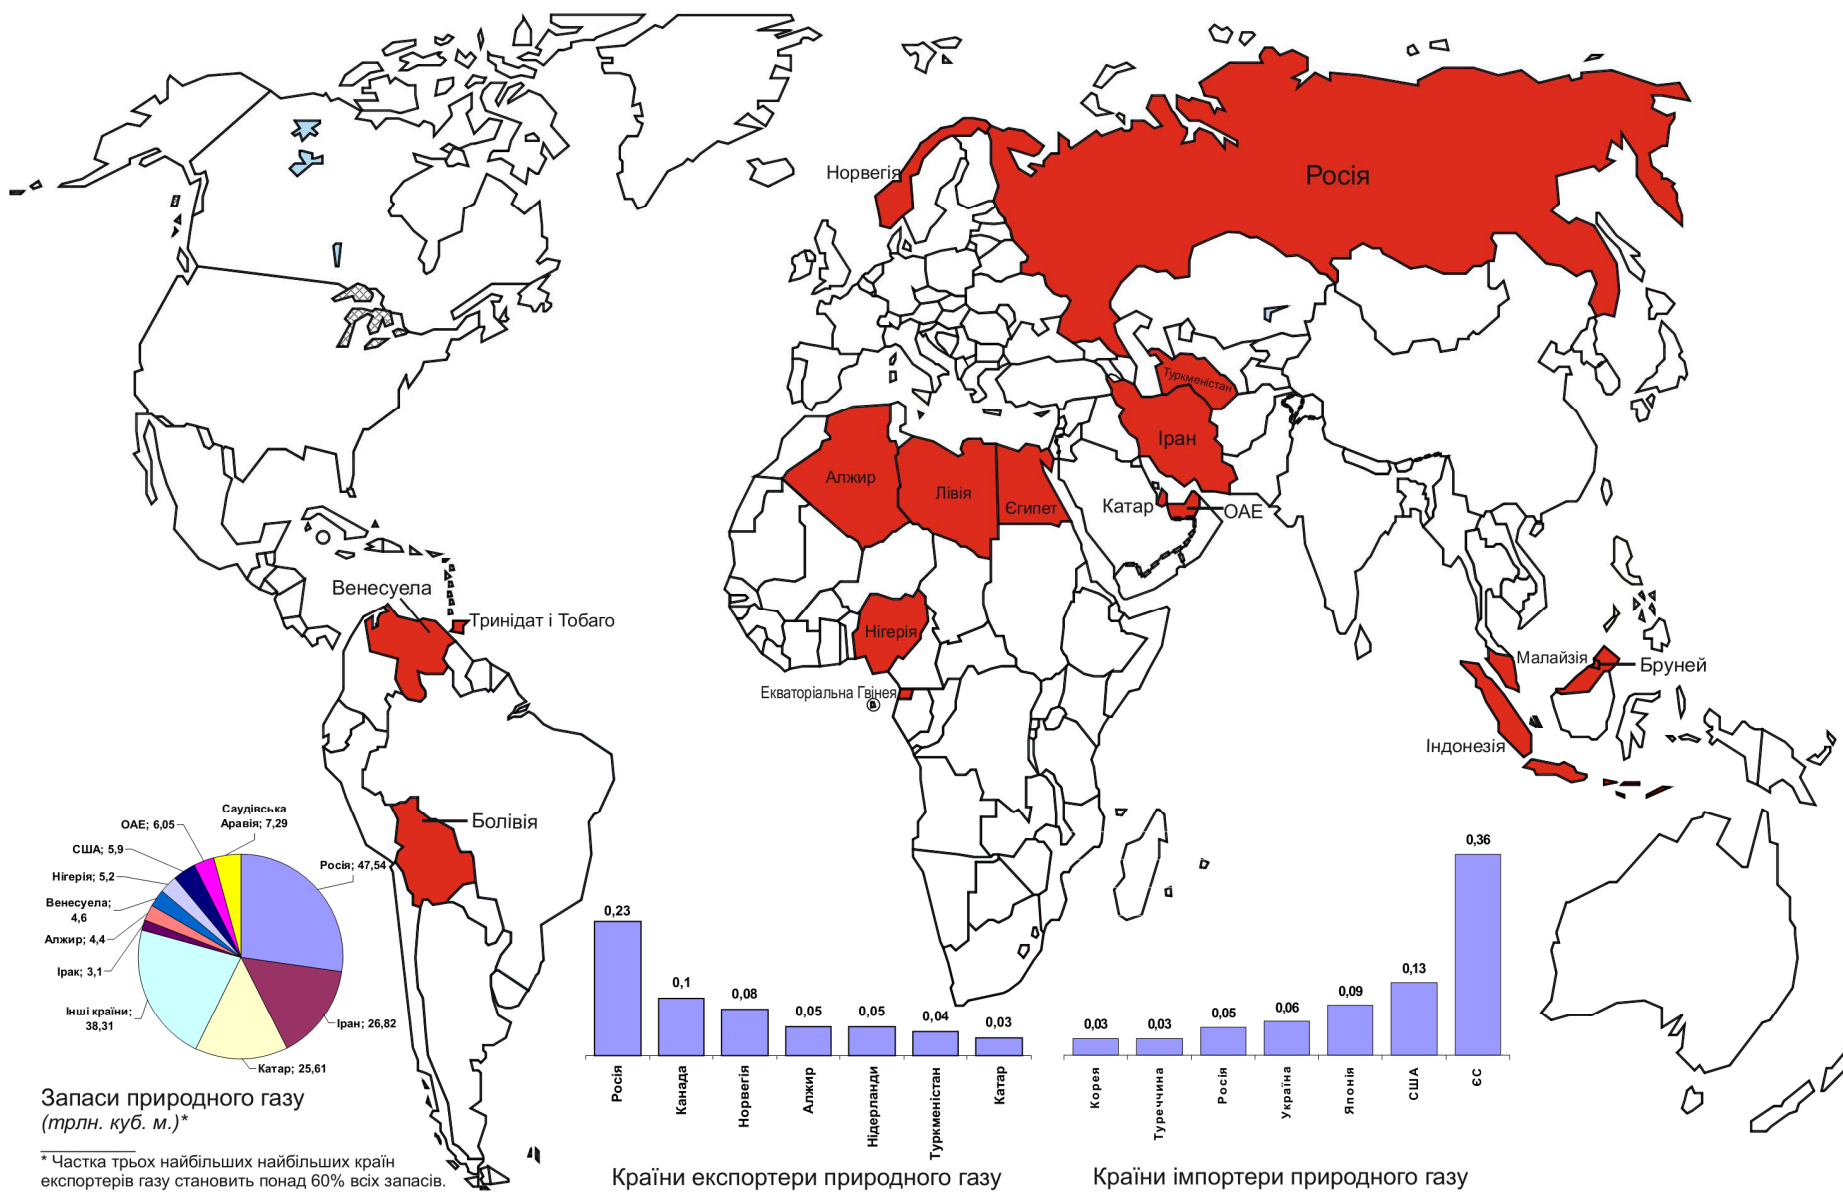 Норвегія
Росія
Туркменістан
Іран
Алжир
Лівія
Єгипет
Катар
ОАЕ
Венесуела
Тринідат і Тобаго
Нігерія
Екваторіальна Гвінея
Малайзія
Бруней
Індонезія
Болівія
Саудівська
Аравія; 7,29
ОАЕ; 6,05
США; 5,9
Нігерія; 5,2
Венесуела;
4,6
Алжир; 4,4
Ірак; 3,1
Інші країни;
38,31
Катар; 25,61
Іран; 26,82
Росія; 47,54
Запаси природного газу
(трлн. куб. м.)*
* Частка трьох найбільших найбільших країн
експортерів газу становить понад 60% всіх запасів.
0,23
0,1
0,08
0,05
0,05
0,04
0,03
Росія
Канада
Норвегія
Алжир
Нідерланди
Туркменістан
Катар
Країни експортери природного газу
0,03
0,03
0,05
0,06
0,09
0,13
0,36
Корея
Туреччина
Росія
Україна
Японія
США
ЄС
Країни імпортери природного газу